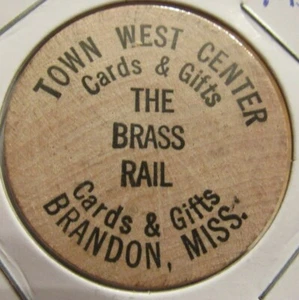 TOWN WEST CENTER
Cards & Gifts
THE
BRASS
RAIL
Cards & Gifts
BRANDON, MISS.